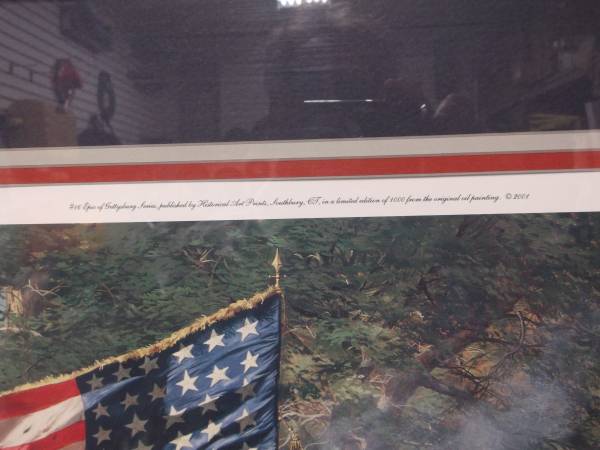 #16 Epic of Gettysburg Series, published by Historical Art Prints, Southbury, CT, in a limited edition of 1000 from the original oil painting. © 2001